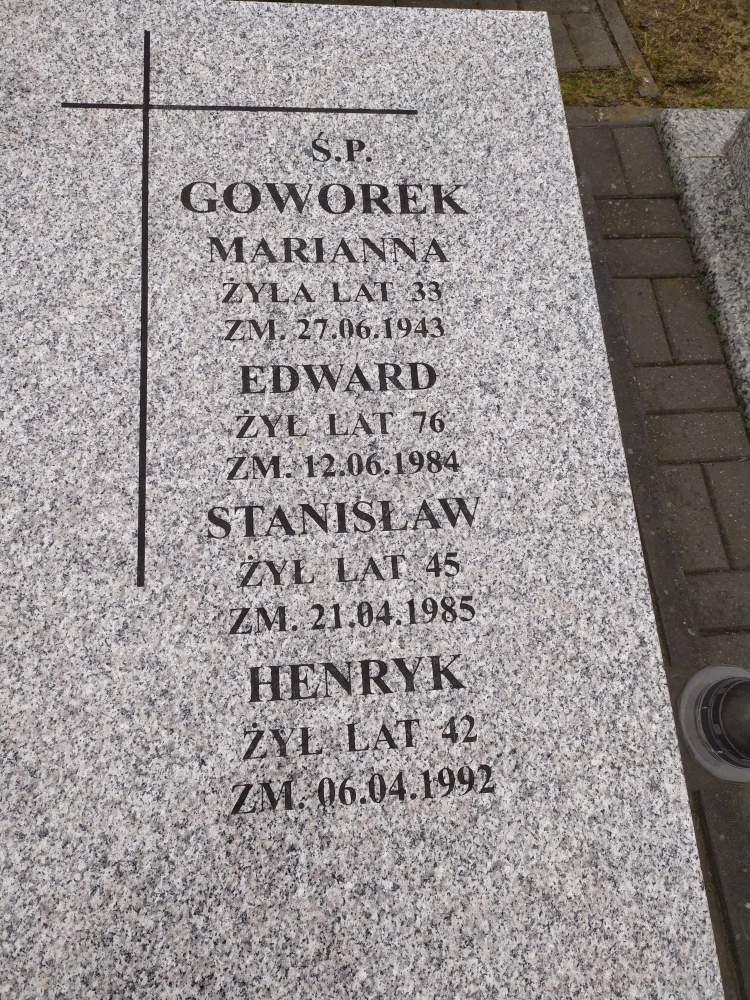 Ś.P.
GOWOREK
MARIANNA
ŻYŁA LAT 33
ZM. 27.06.1943
EDWARD
ŻYŁ LAT 76
ZM. 12.06.1984
STANISŁAW
ŻYŁ LAT 45
ZM. 21.04.1985
HENRYK
ŻYŁ LAT 42
ZM. 06.04.1992